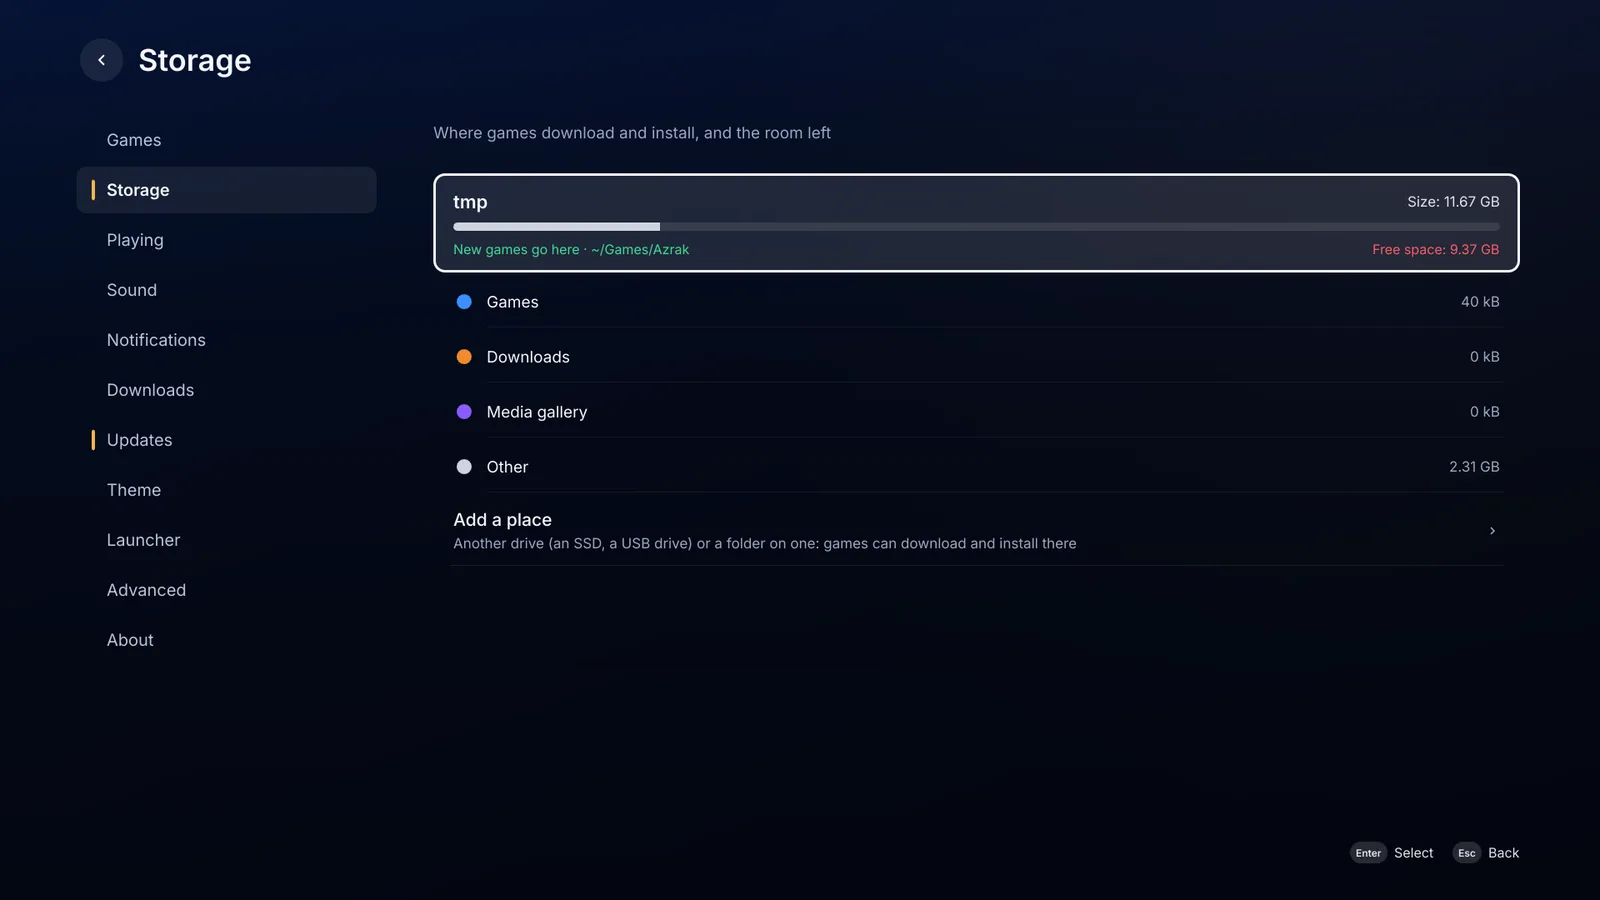 Storage
Games
Storage
Playing
Sound
Notifications
Downloads
Updates
Theme
Launcher
Advanced
About
Where games download and install, and the room left
tmp
Size: 11.67 GB
New games go here · ~/Games/Azrak
Free space: 9.37 GB
Games
40 kB
Downloads
0 kB
Media gallery
0 kB
Other
2.31 GB
Add a place
Another drive (an SSD, a USB drive) or a folder on one: games can download and install there
Enter Select Esc Back